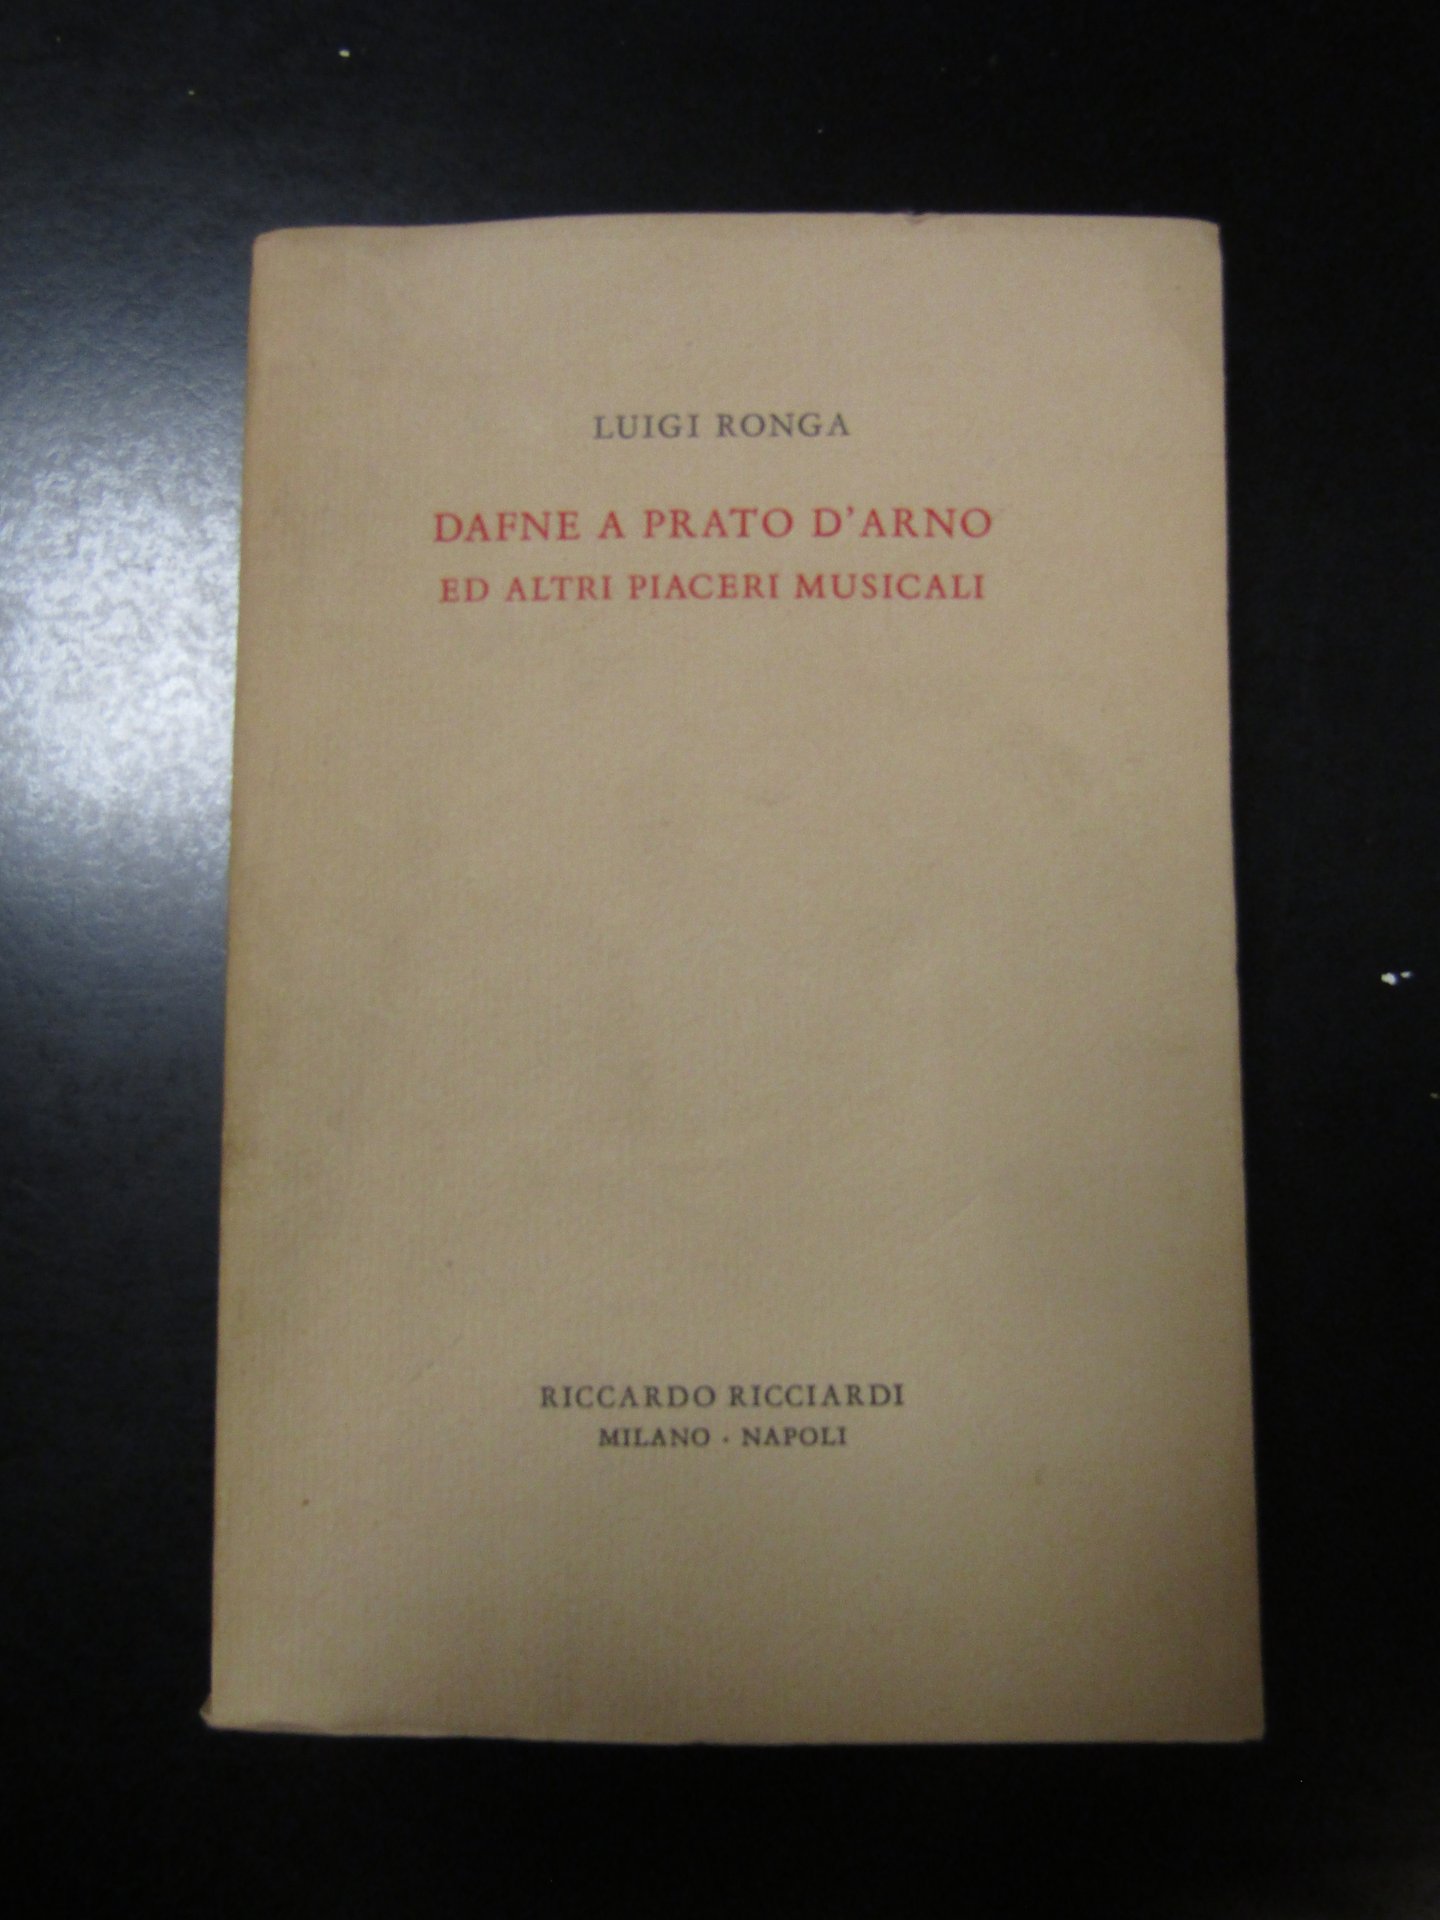 LUIGI RONGA
DAFNE A PRATO D'ARNO
ED ALTRI PIACERI MUSICALI
RICCARDO RICCIARDI
MILANO · NAPOLI